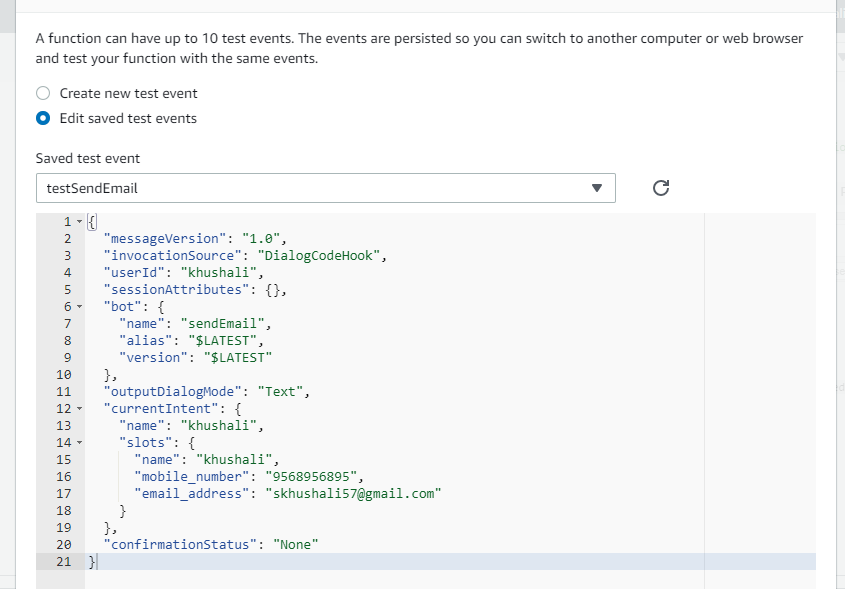 A function can have up to 10 test events. The events are persisted so you can switch to another computer or web browser
and test your function with the same events.
Create new test event
Edit saved test events
Saved test event
testSendEmail
1 {
2 "messageVersion": "1.0",
3 "invocationSource": "DialogCodeHook",
4 "userId": "khushali",
5 "sessionAttributes": {},
6 "bot": {
7 "name": "sendEmail",
8 "alias": "$LATEST",
9 "version": "$LATEST"
10 },
11 "outputDialogMode": "Text",
12 "currentIntent": {
13 "name": "khushali",
14 "slots": {
15 "name": "khushali",
16 "mobile_number": "9568956895",
17 "email_address": "skhushali57@gmail.com"
18 }
19 },
20 "confirmationStatus": "None"
21 }